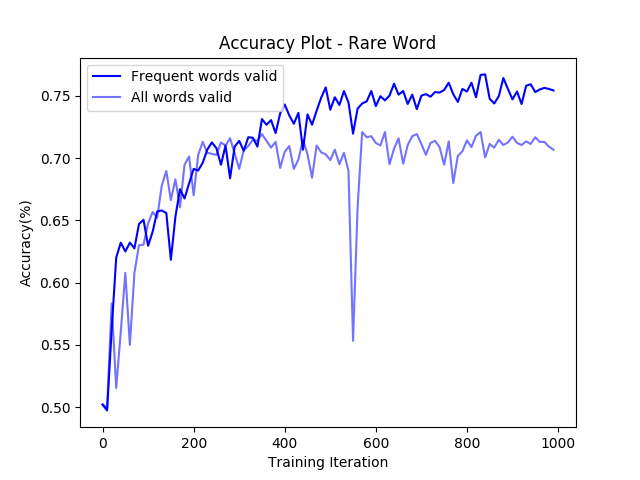 Accuracy Plot - Rare Word
Frequent words valid
All words valid
Accuracy(%)
0.75
0.70
0.65
0.60
0.55
0.50
0 200 400 600 800 1000
Training Iteration